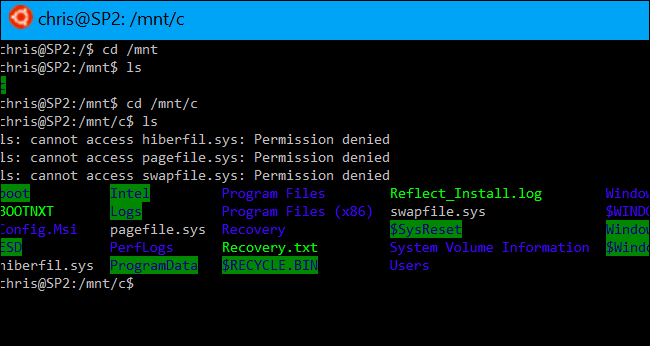 chris@SP2: /mnt/c
chris@SP2:/$ cd /mnt
chris@SP2:/mnt$ ls
c
chris@SP2:/mnt$ cd /mnt/c
chris@SP2:/mnt/c$ ls
ls: cannot access hiberfil.sys: Permission denied
ls: cannot access pagefile.sys: Permission denied
ls: cannot access swapfile.sys: Permission denied
boot Intel Program Files Reflect_Install.log Window
BOOTNXT Logs Program Files (x86) swapfile.sys $WINDO
Config.Msi pagefile.sys Recovery $SysReset Window
ESD PerfLogs Recovery.txt System Volume Information $Windo
hiberfil.sys ProgramData $RECYCLE.BIN Users
chris@SP2:/mnt/c$